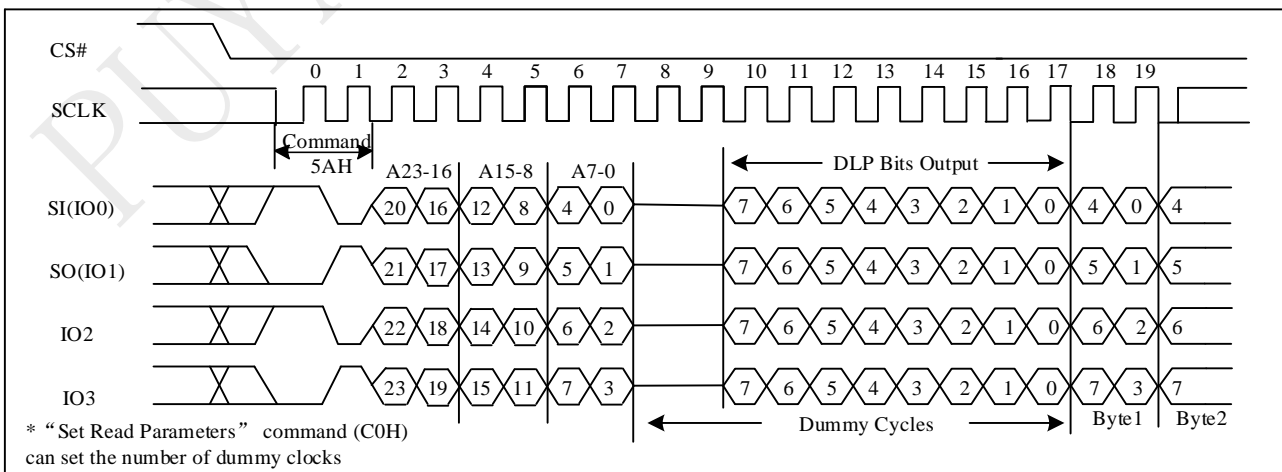 PUY
CS#
0 1 2 3 4 5 6 7 8 9 10 11 12 13 14 15 16 17 18 19
SCLK
Command
5AH
A23-16 A15-8 A7-0
DLP Bits Output
SI(IO0) 20 16 12 8 4 0 7 6 5 4 3 2 1 0 4 0 4
SO(IO1) 21 17 13 9 5 1 7 6 5 4 3 2 1 0 5 1 5
IO2 22 18 14 10 6 2 7 6 5 4 3 2 1 0 6 2 6
IO3 23 19 15 11 7 3 7 6 5 4 3 2 1 0 7 3 7
Dummy Cycles
Byte1 Byte2
* “Set Read Parameters” command (C0H)
can set the number of dummy clocks